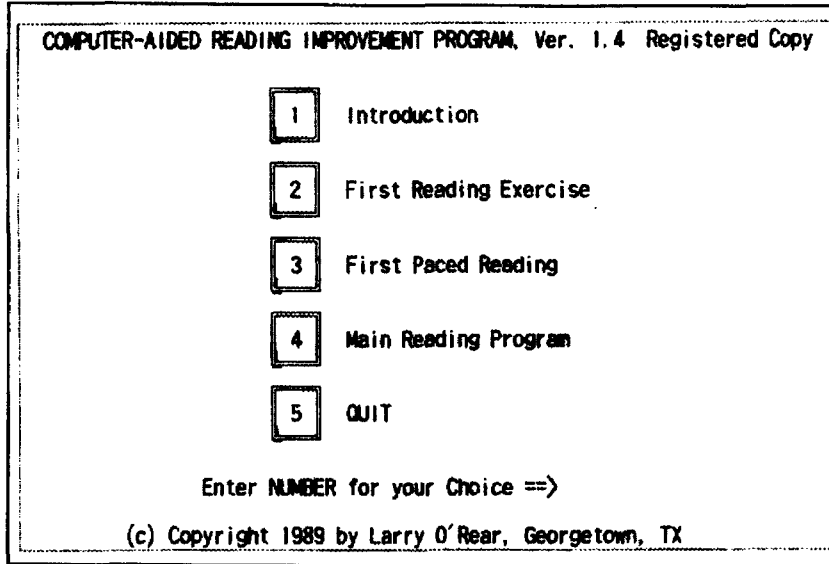 COMPUTER-AIDED READING IMPROVEMENT PROGRAM, Ver. 1.4 Registered Copy
1 Introduction
2 First Reading Exercise
3 First Paced Reading
4 Main Reading Program
5 QUIT
Enter NUMBER for your Choice ==>
(c) Copyright 1989 by Larry O'Rear, Georgetown, TX